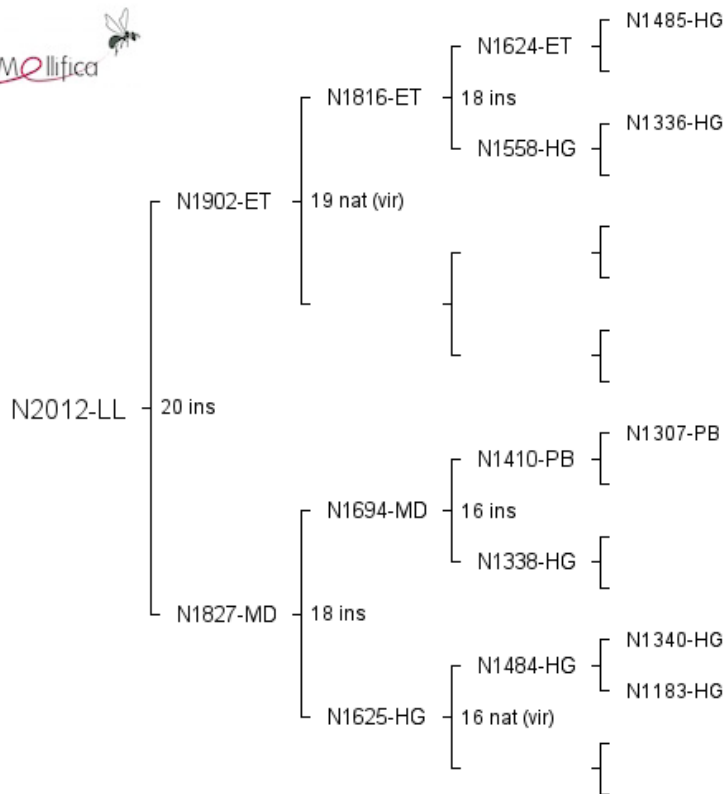 Mellifica
N1485-HG
N1624-ET
N1816-ET
18 ins
N1336-HG
N1558-HG
N1902-ET
19 nat (vir)
N2012-LL
20 ins
N1307-PB
N1410-PB
N1694-MD
16 ins
N1338-HG
N1827-MD
18 ins
N1340-HG
N1484-HG
N1183-HG
N1625-HG
16 nat (vir)